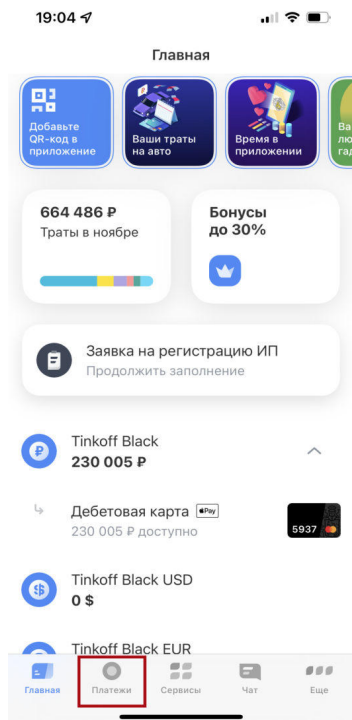 19:04
Главная
Добавьте
QR-код в
приложение
Ваши траты
на авто
Время в
приложении
664 486 ₽
Траты в ноябре
Бонусы
до 30%
Заявка на регистрацию ИП
Продолжить заполнение
Tinkoff Black
230 005 ₽
Дебетовая карта Pay
230 005 ₽ доступно
5937
Tinkoff Black USD
0 $
Tinkoff Black EUR
Главная
Платежи
Сервисы
Чат
Еще